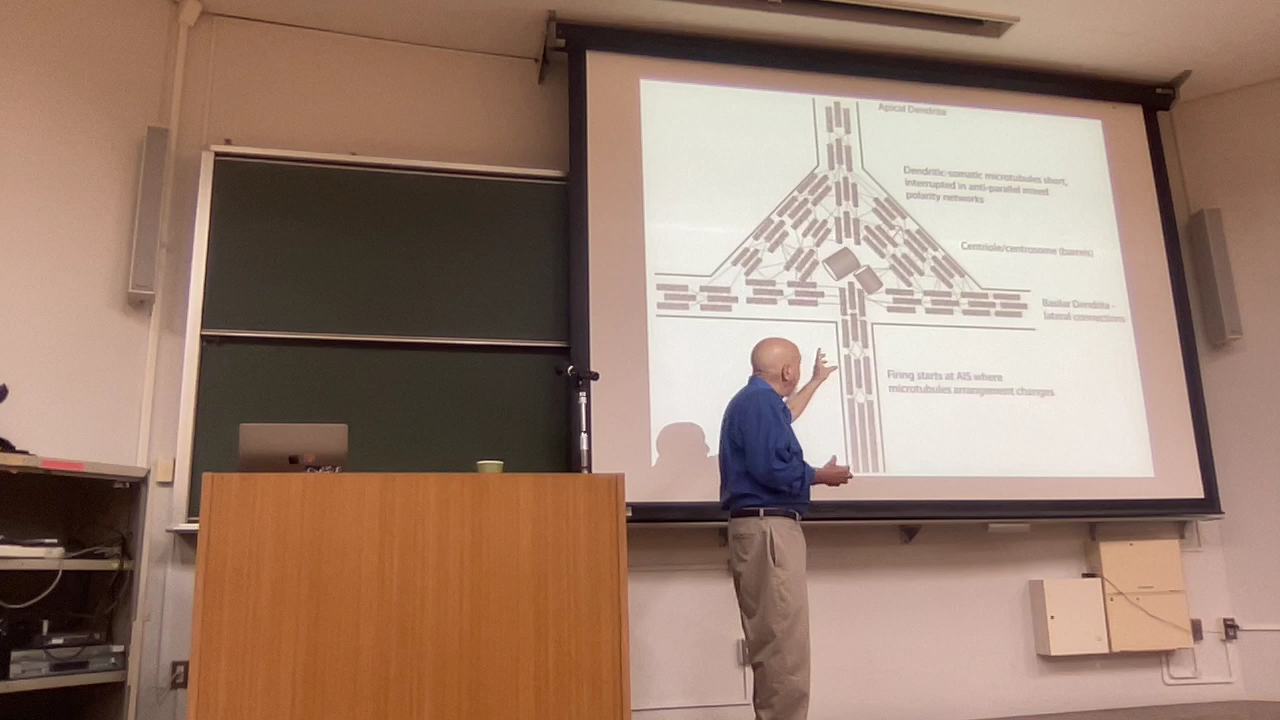 Apical Dendrite
Dendritic-somatic microtubules short,
interrupted in anti-parallel mixed
polarity networks
Centriole/centrosome (barrels)
Basilar Dendrite -
lateral connections
Firing starts at AIS where
microtubules arrangement changes